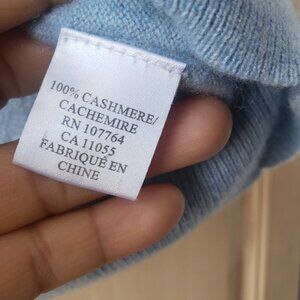 100% CASHMERE/
CACHEMIRE
RN 107764
CA 11055
FABRIQUÉ EN
CHINE